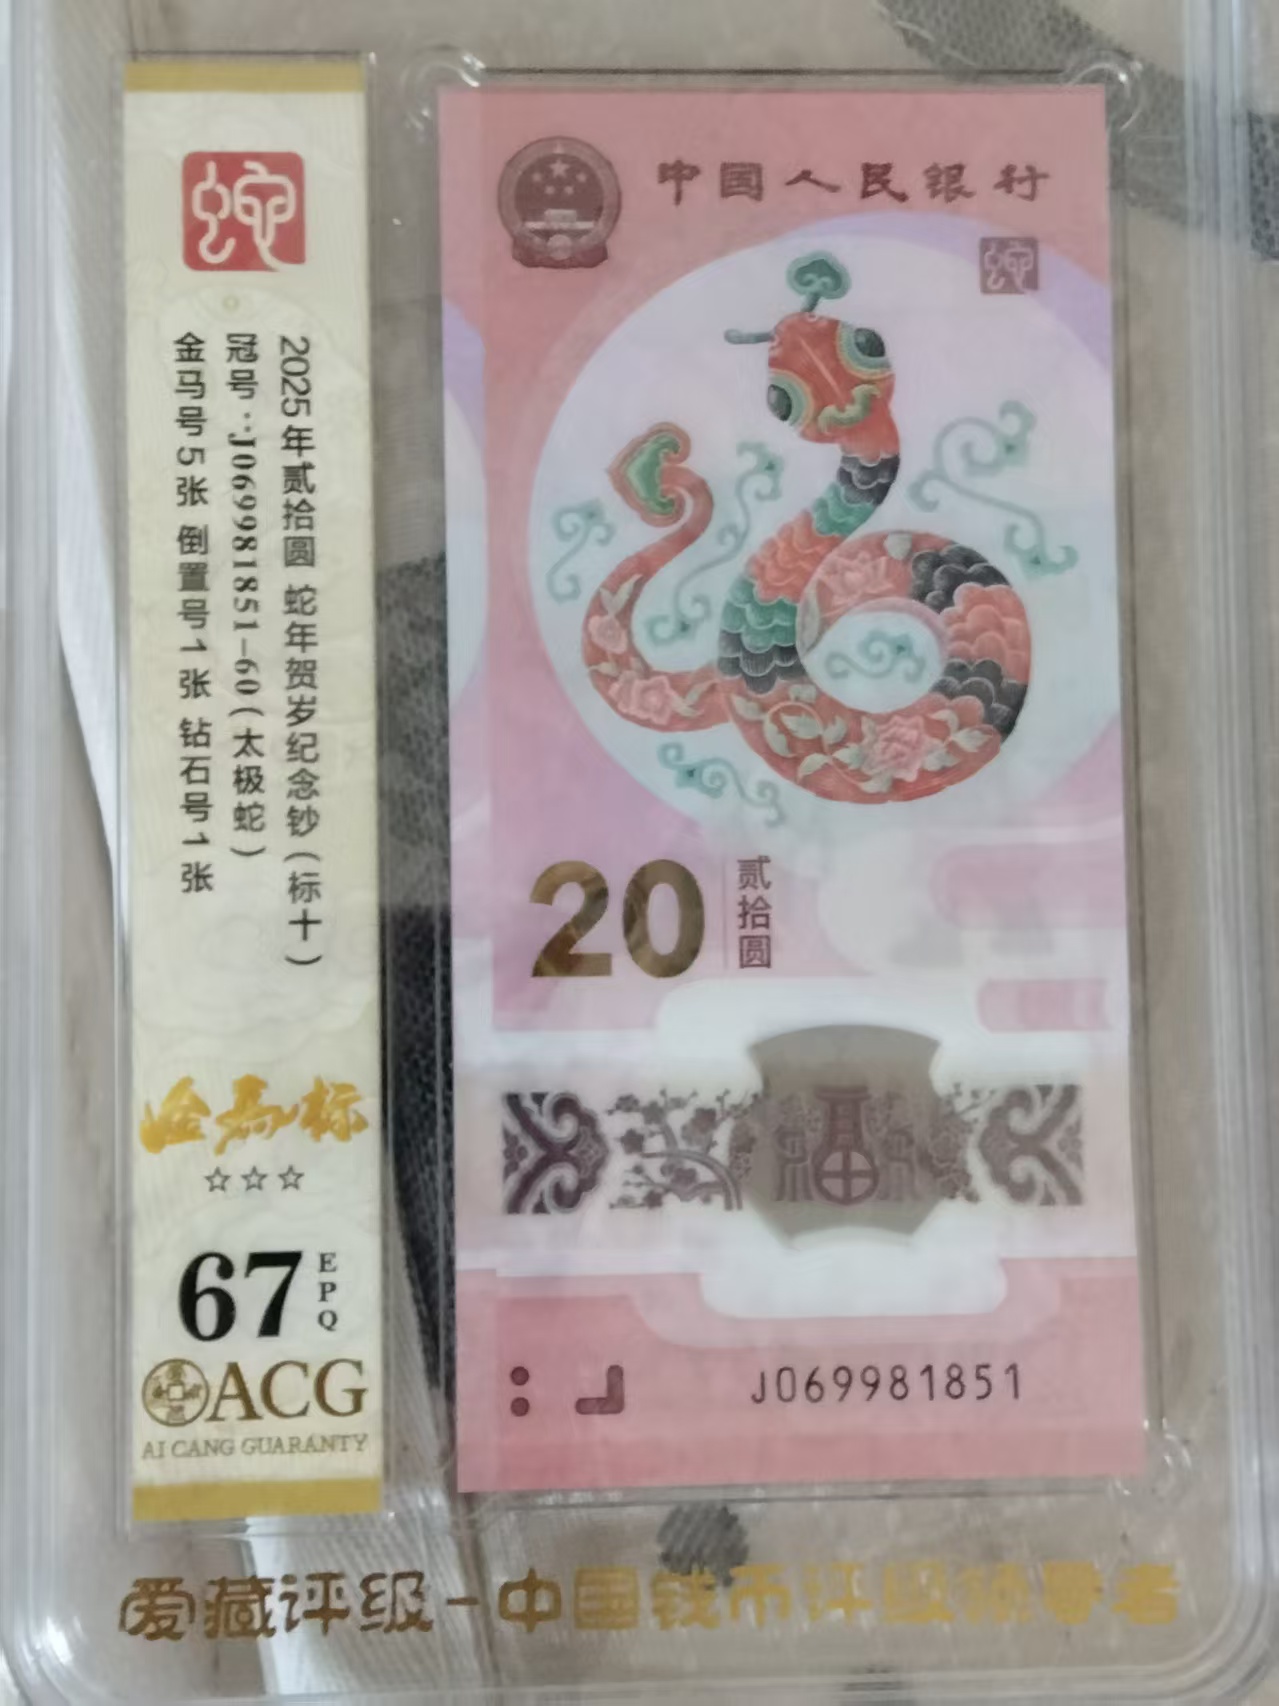 蛇
2025年贰拾圆 蛇年贺岁纪念钞(标十)
冠号:J069981851-60(太极蛇)
金马号5张 倒置号1张 钻石号1张
金马标
☆☆☆
67 EPQ
ACG
AI CANG GUARANTY
中国人民银行
蛇
20 贰拾圆
J069981851
爱藏评级-中国钱币评级领导者